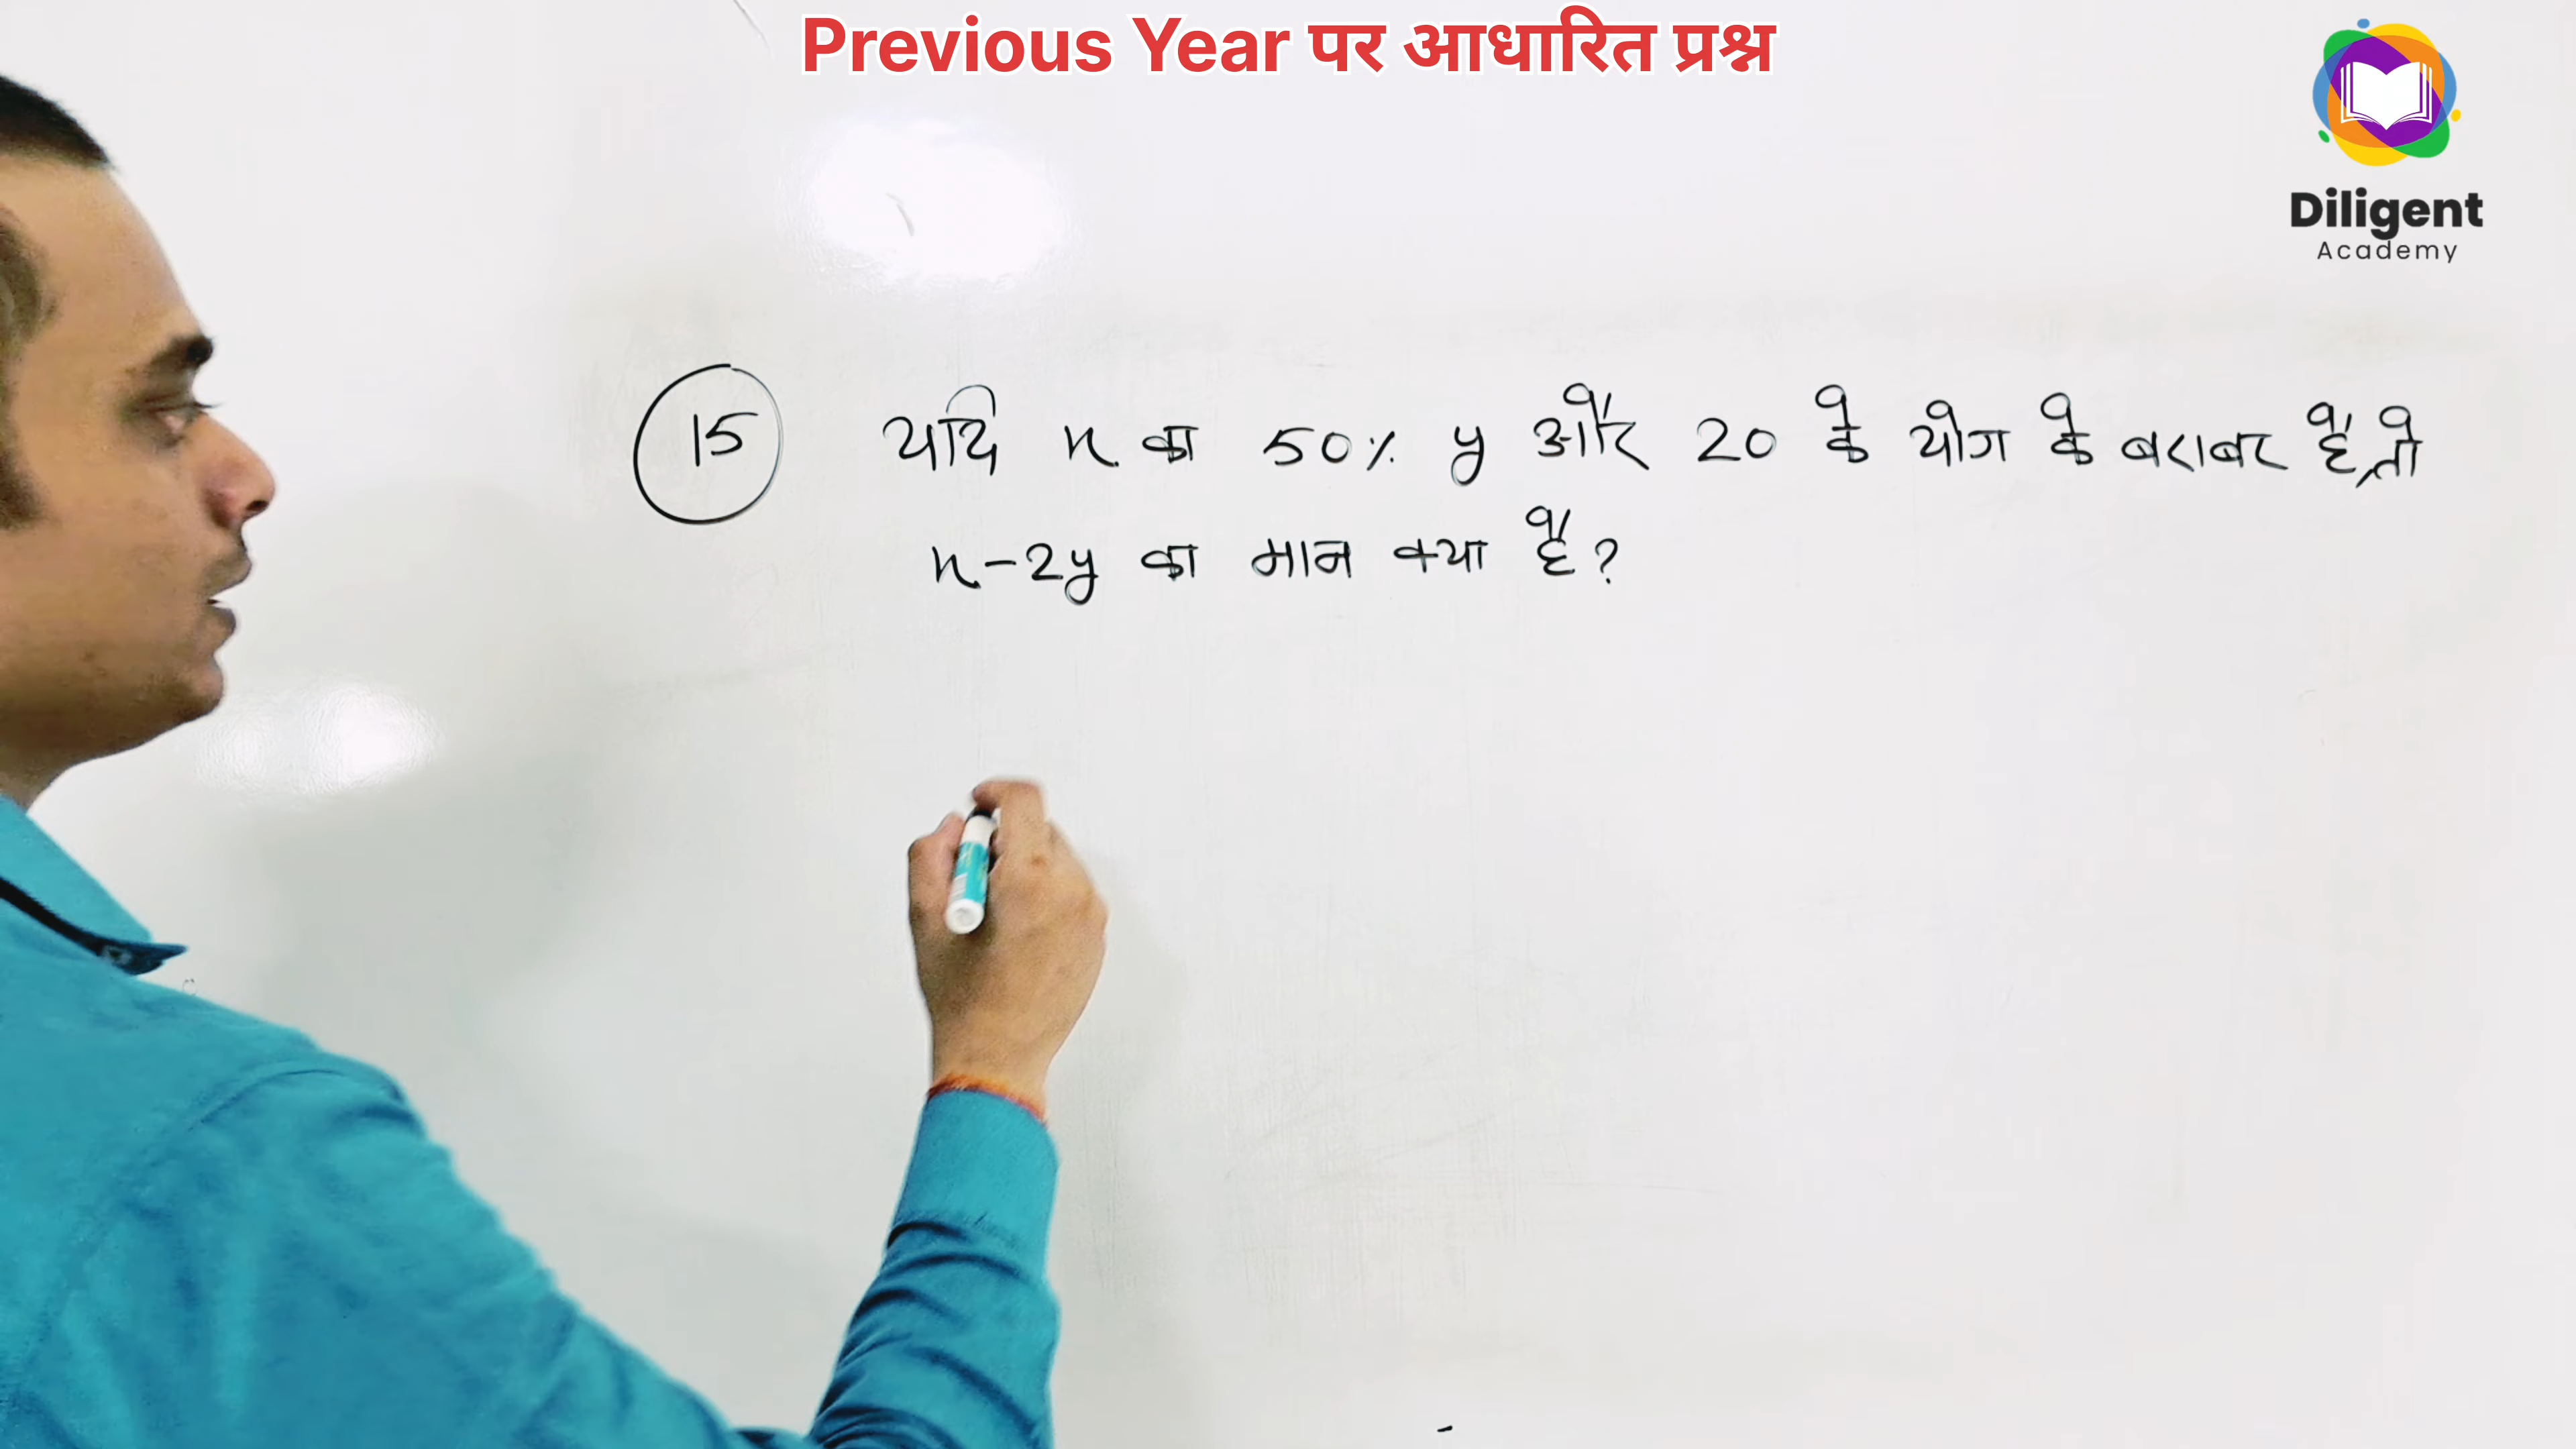 Previous Year पर आधारित प्रश्न
Diligent
Academy
15 यदि x का 50% y और 20 के योग के बराबर है, तो
x-2y का मान क्या है?